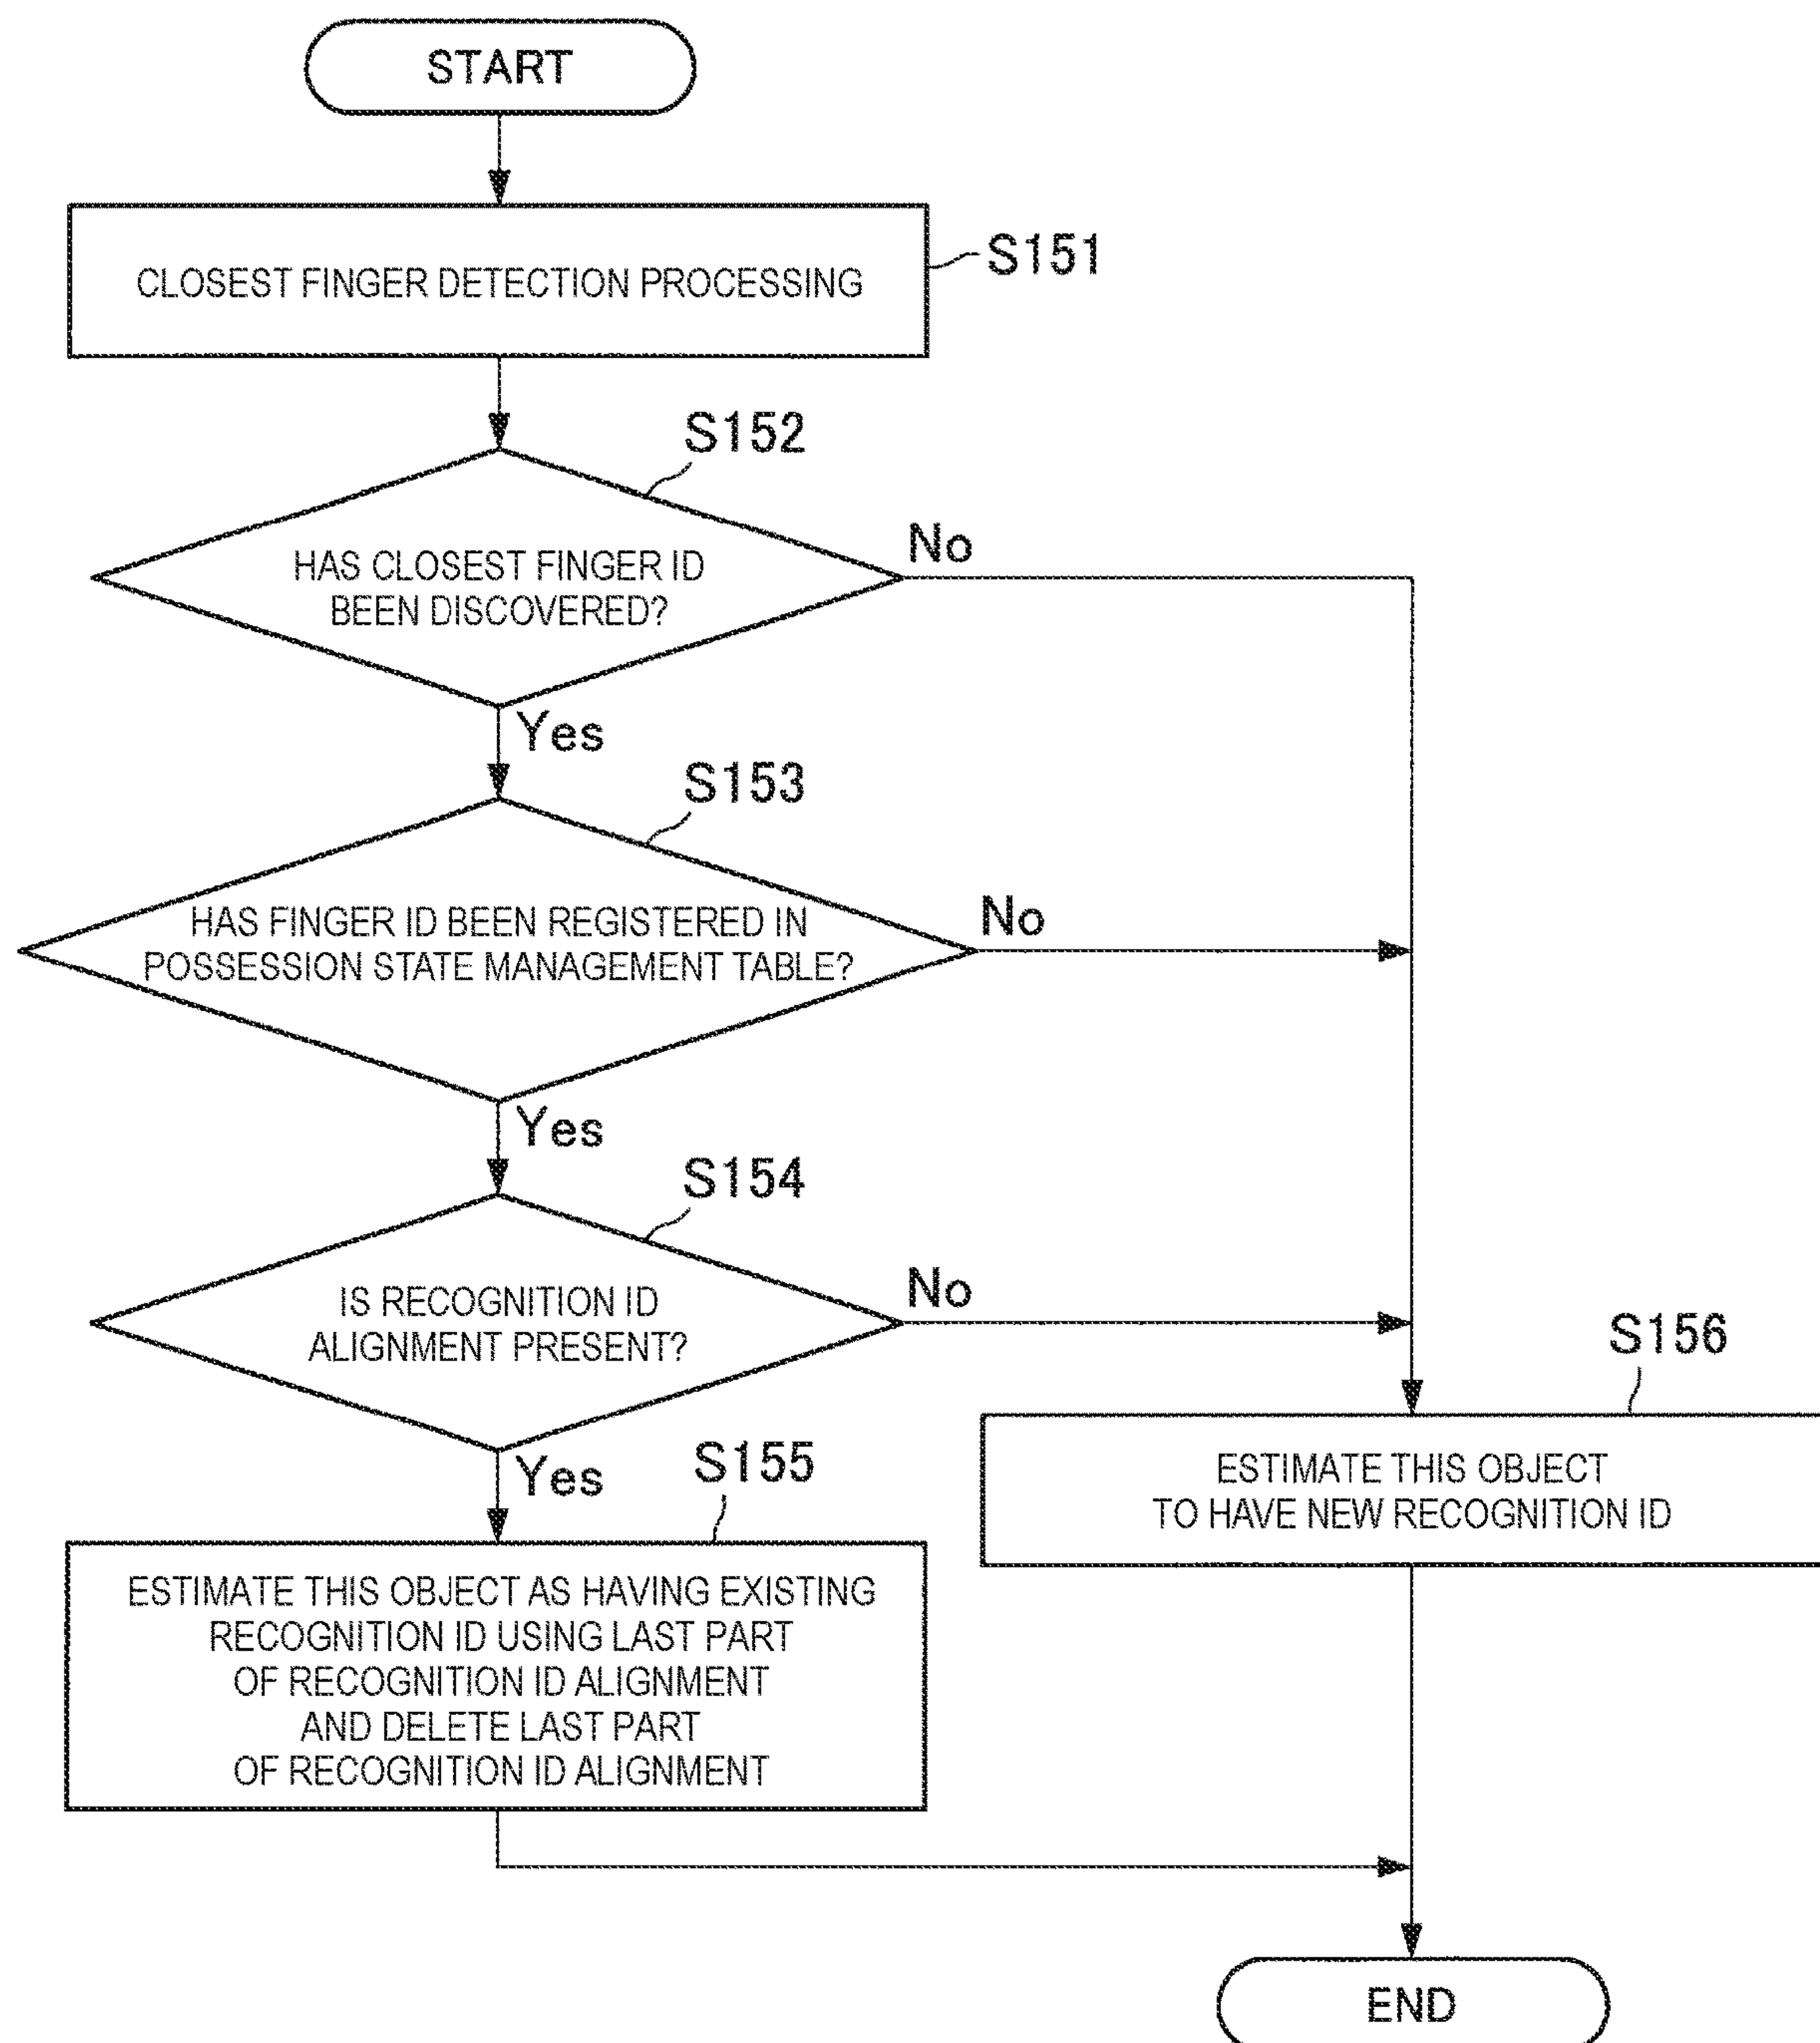 START
CLOSEST FINGER DETECTION PROCESSING
S151
S152
HAS CLOSEST FINGER ID
BEEN DISCOVERED?
No
Yes
S153
HAS FINGER ID BEEN REGISTERED IN
POSSESSION STATE MANAGEMENT TABLE?
No
Yes
S154
IS RECOGNITION ID
ALIGNMENT PRESENT?
No
Yes
S155
ESTIMATE THIS OBJECT AS HAVING EXISTING
RECOGNITION ID USING LAST PART
OF RECOGNITION ID ALIGNMENT
AND DELETE LAST PART
OF RECOGNITION ID ALIGNMENT
S156
ESTIMATE THIS OBJECT
TO HAVE NEW RECOGNITION ID
END